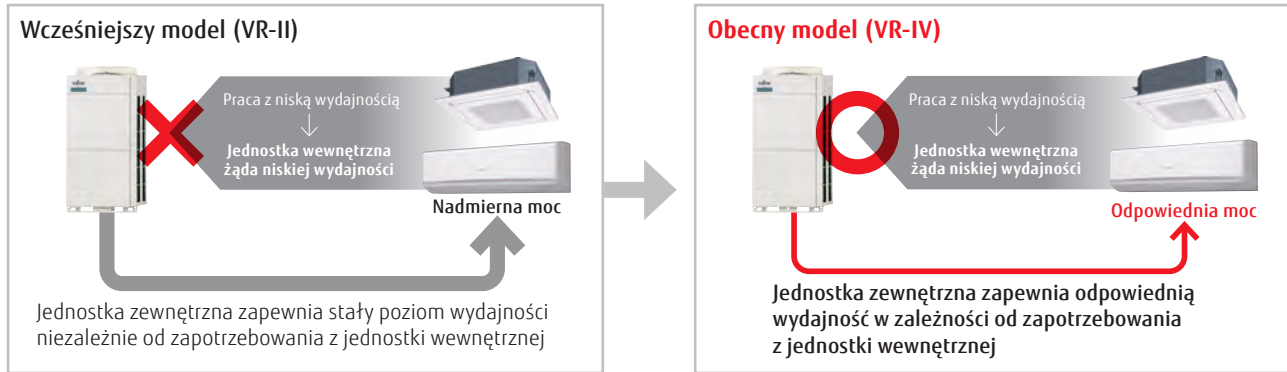 Wcześniejszy model (VR-II)
Praca z niską wydajnością
↓
Jednostka wewnętrzna
żąda niskiej wydajności
Nadmierna moc
Jednostka zewnętrzna zapewnia stały poziom wydajności
niezależnie od zapotrzebowania z jednostki wewnętrznej
Obecny model (VR-IV)
Praca z niską wydajnością
↓
Jednostka wewnętrzna
żąda niskiej wydajności
Odpowiednia moc
Jednostka zewnętrzna zapewnia odpowiednią
wydajność w zależności od zapotrzebowania
z jednostki wewnętrznej